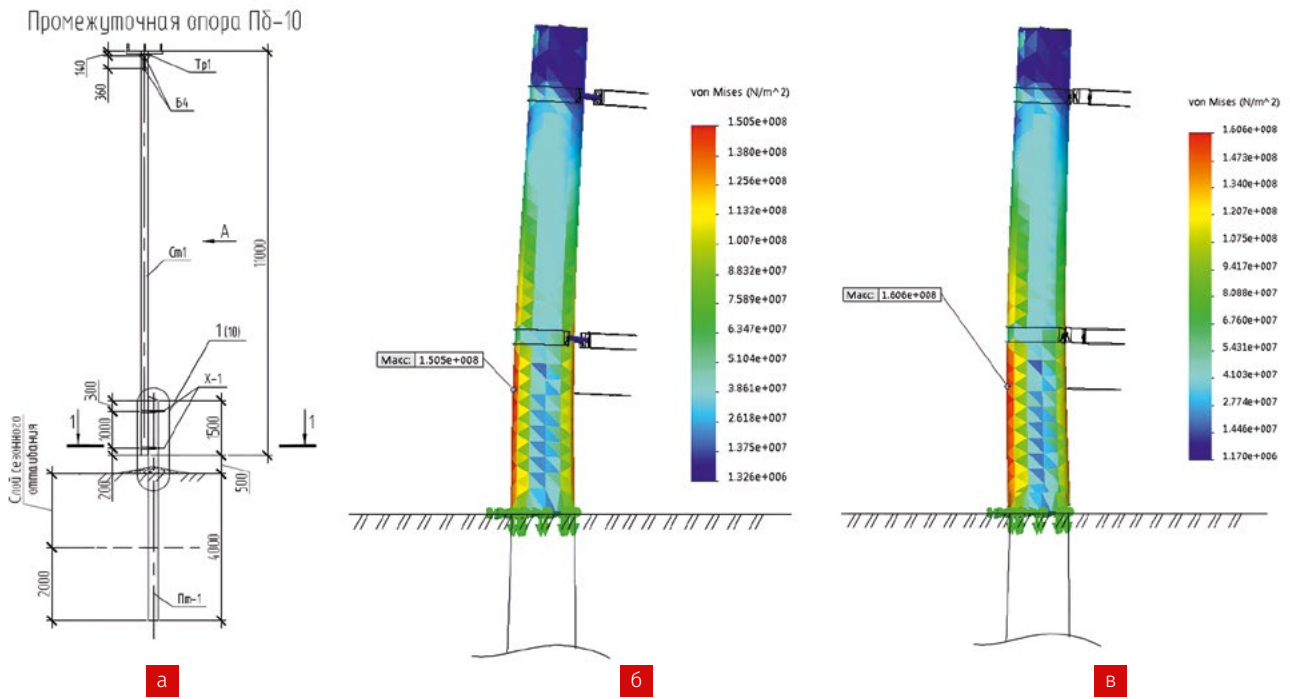 Промежуточная опора Пб-10
140
Тр1
360
Б4
А
Ст1
11000
1 (10)
300
Х-1
1
1000
1500
1
200
500
Слой сезонного
оттаивания
4000
2000
Пт-1
а
von Mises (N/m^2)
1.505e+008
1.380e+008
1.256e+008
1.132e+008
1.007e+008
8.832e+007
7.589e+007
6.347e+007
5.104e+007
3.861e+007
2.618e+007
1.375e+007
1.326e+006
Макс: 1.505e+008
б
von Mises (N/m^2)
1.606e+008
1.473e+008
1.340e+008
1.207e+008
1.075e+008
9.417e+007
8.088e+007
6.760e+007
5.431e+007
4.103e+007
2.774e+007
1.446e+007
1.170e+006
Макс: 1.606e+008
в